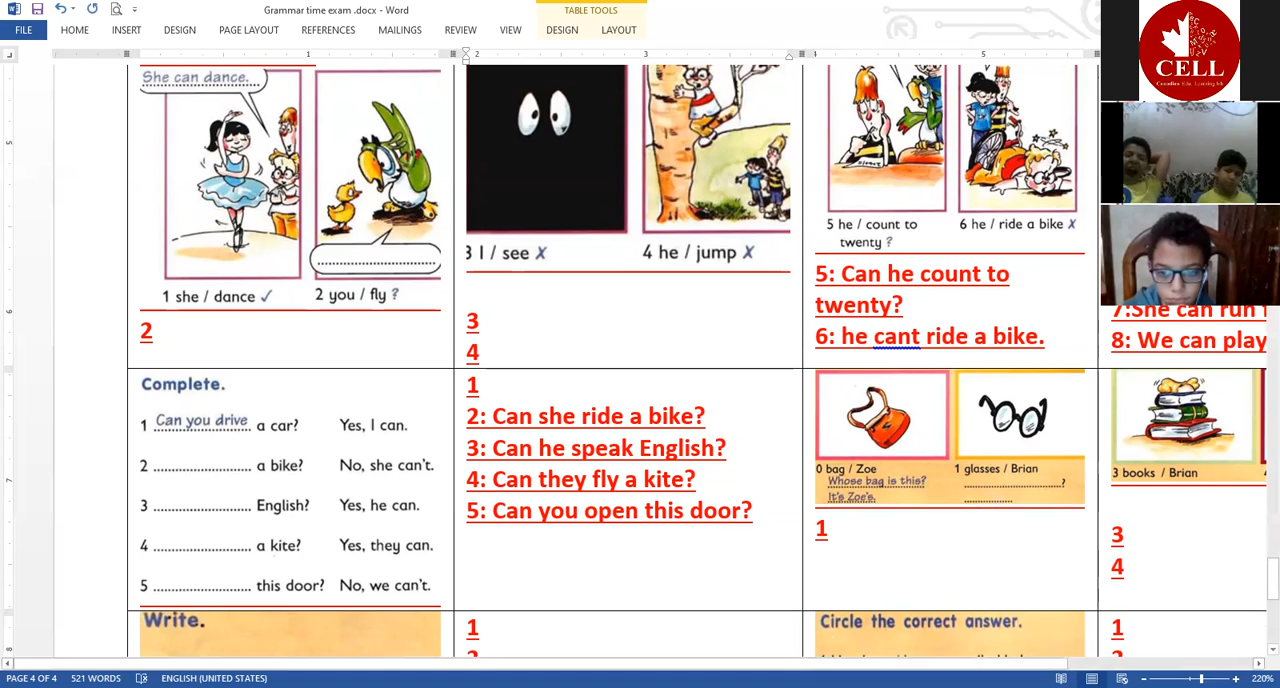 Grammar time exam .docx - Word
TABLE TOOLS
FILE HOME INSERT DESIGN PAGE LAYOUT REFERENCES MAILINGS REVIEW VIEW DESIGN LAYOUT
CELL
Canadian Edu. Learning lab
She can dance.
1 she / dance ✓
2 you / fly ?
2
3 I / see X
4 he / jump X
3
4
5 he / count to
twenty ?
6 he / ride a bike X
5: Can he count to
twenty?
6: he cant ride a bike.
7:She can run
8: We can play
Complete.
1 Can you drive a car? Yes, I can.
2 ............................ a bike? No, she can't.
3 ............................ English? Yes, he can.
4 ............................ a kite? Yes, they can.
5 ............................ this door? No, we can't.
1
2: Can she ride a bike?
3: Can he speak English?
4: Can they fly a kite?
5: Can you open this door?
0 bag / Zoe
Whose bag is this?
It's Zoe's.
1 glasses / Brian
............................?
..............
1
3 books / Brian
3
4
Write.
1
Circle the correct answer.
1
PAGE 4 OF 4 521 WORDS ENGLISH (UNITED STATES) 220%